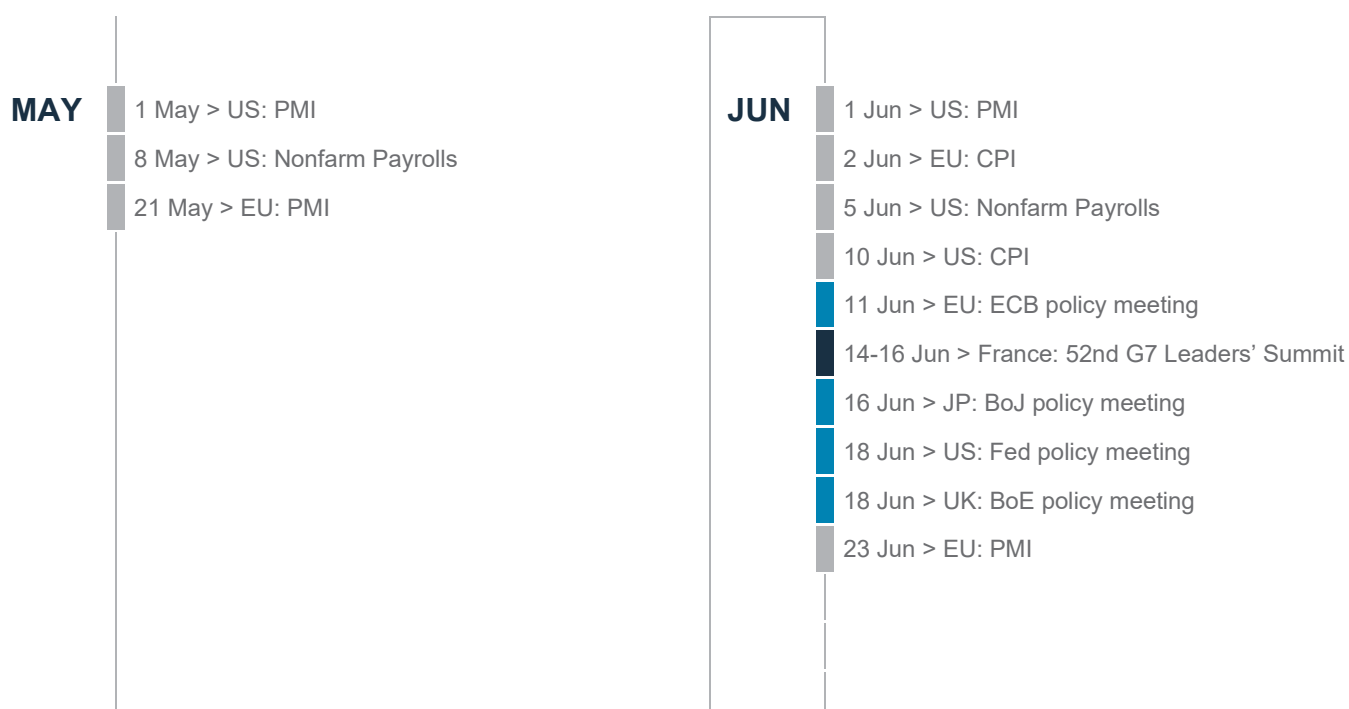 MAY
1 May > US: PMI
8 May > US: Nonfarm Payrolls
21 May > EU: PMI
JUN
1 Jun > US: PMI
2 Jun > EU: CPI
5 Jun > US: Nonfarm Payrolls
10 Jun > US: CPI
11 Jun > EU: ECB policy meeting
14-16 Jun > France: 52nd G7 Leaders’ Summit
16 Jun > JP: BoJ policy meeting
18 Jun > US: Fed policy meeting
18 Jun > UK: BoE policy meeting
23 Jun > EU: PMI